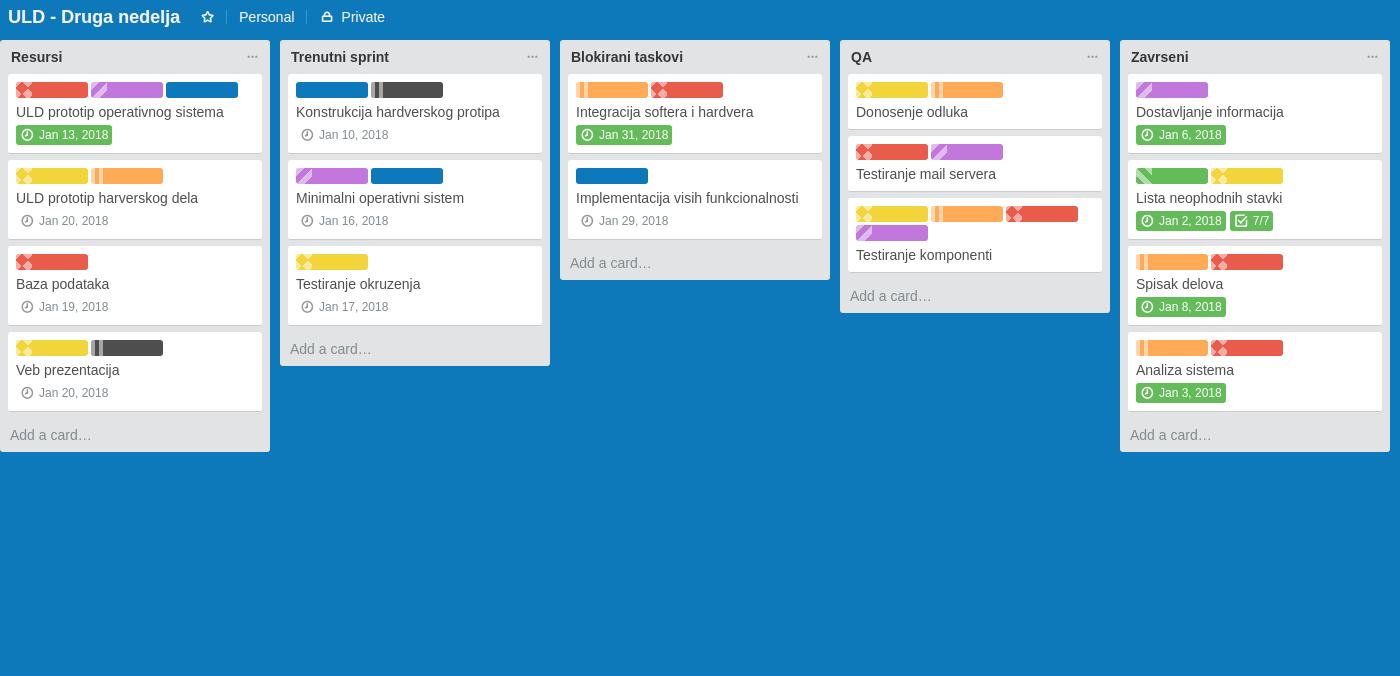 ULD - Druga nedelja Personal Private
Resursi
ULD prototip operativnog sistema
Jan 13, 2018
ULD prototip harverskog dela
Jan 20, 2018
Baza podataka
Jan 19, 2018
Veb prezentacija
Jan 20, 2018
Add a card…
Trenutni sprint
Konstrukcija hardverskog protipa
Jan 10, 2018
Minimalni operativni sistem
Jan 16, 2018
Testiranje okruzenja
Jan 17, 2018
Add a card…
Blokirani taskovi
Integracija softera i hardvera
Jan 31, 2018
Implementacija visih funkcionalnosti
Jan 29, 2018
Add a card…
QA
Donosenje odluka
Testiranje mail servera
Testiranje komponenti
Add a card…
Zavrseni
Dostavljanje informacija
Jan 6, 2018
Lista neophodnih stavki
Jan 2, 2018 7/7
Spisak delova
Jan 8, 2018
Analiza sistema
Jan 3, 2018
Add a card…